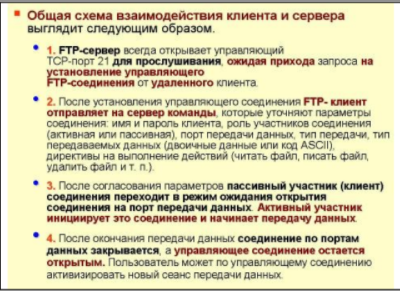 Общая схема взаимодействия клиента и сервера
выглядит следующим образом.
1. FTP-сервер всегда открывает управляющий
TCP-порт 21 для прослушивания, ожидая прихода запроса на
установление управляющего
FTP-соединения от удаленного клиента.
2. После установления управляющего соединения FTP- клиент
отправляет на сервер команды, которые уточняют параметры
соединения: имя и пароль клиента, роль участников соединения
(активная или пассивная), порт передачи данных, тип передачи, тип
передаваемых данных (двоичные данные или код ASCII),
директивы на выполнение действий (читать файл, писать файл,
удалить файл и т. п.).
3. После согласования параметров пассивный участник (клиент)
соединения переходит в режим ожидания открытия
соединения на порт передачи данных. Активный участник
инициирует это соединение и начинает передачу данных.
4. После окончания передачи данных соединение по портам
данных закрывается, а управляющее соединение остается
открытым. Пользователь может по управляющему соединению
активизировать новый сеанс передачи данных.